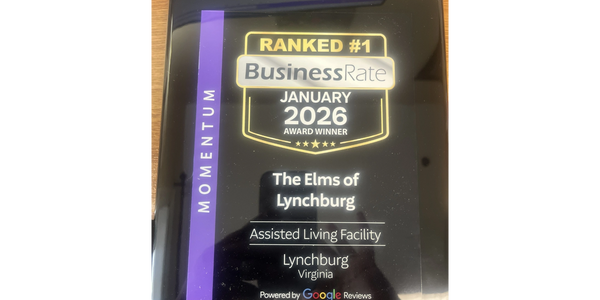 RANKED #1
BusinessRate
JANUARY
2026
AWARD WINNER
MOMENTUM
The Elms of
Lynchburg
Assisted Living Facility
Lynchburg
Virginia
Powered by Google Reviews